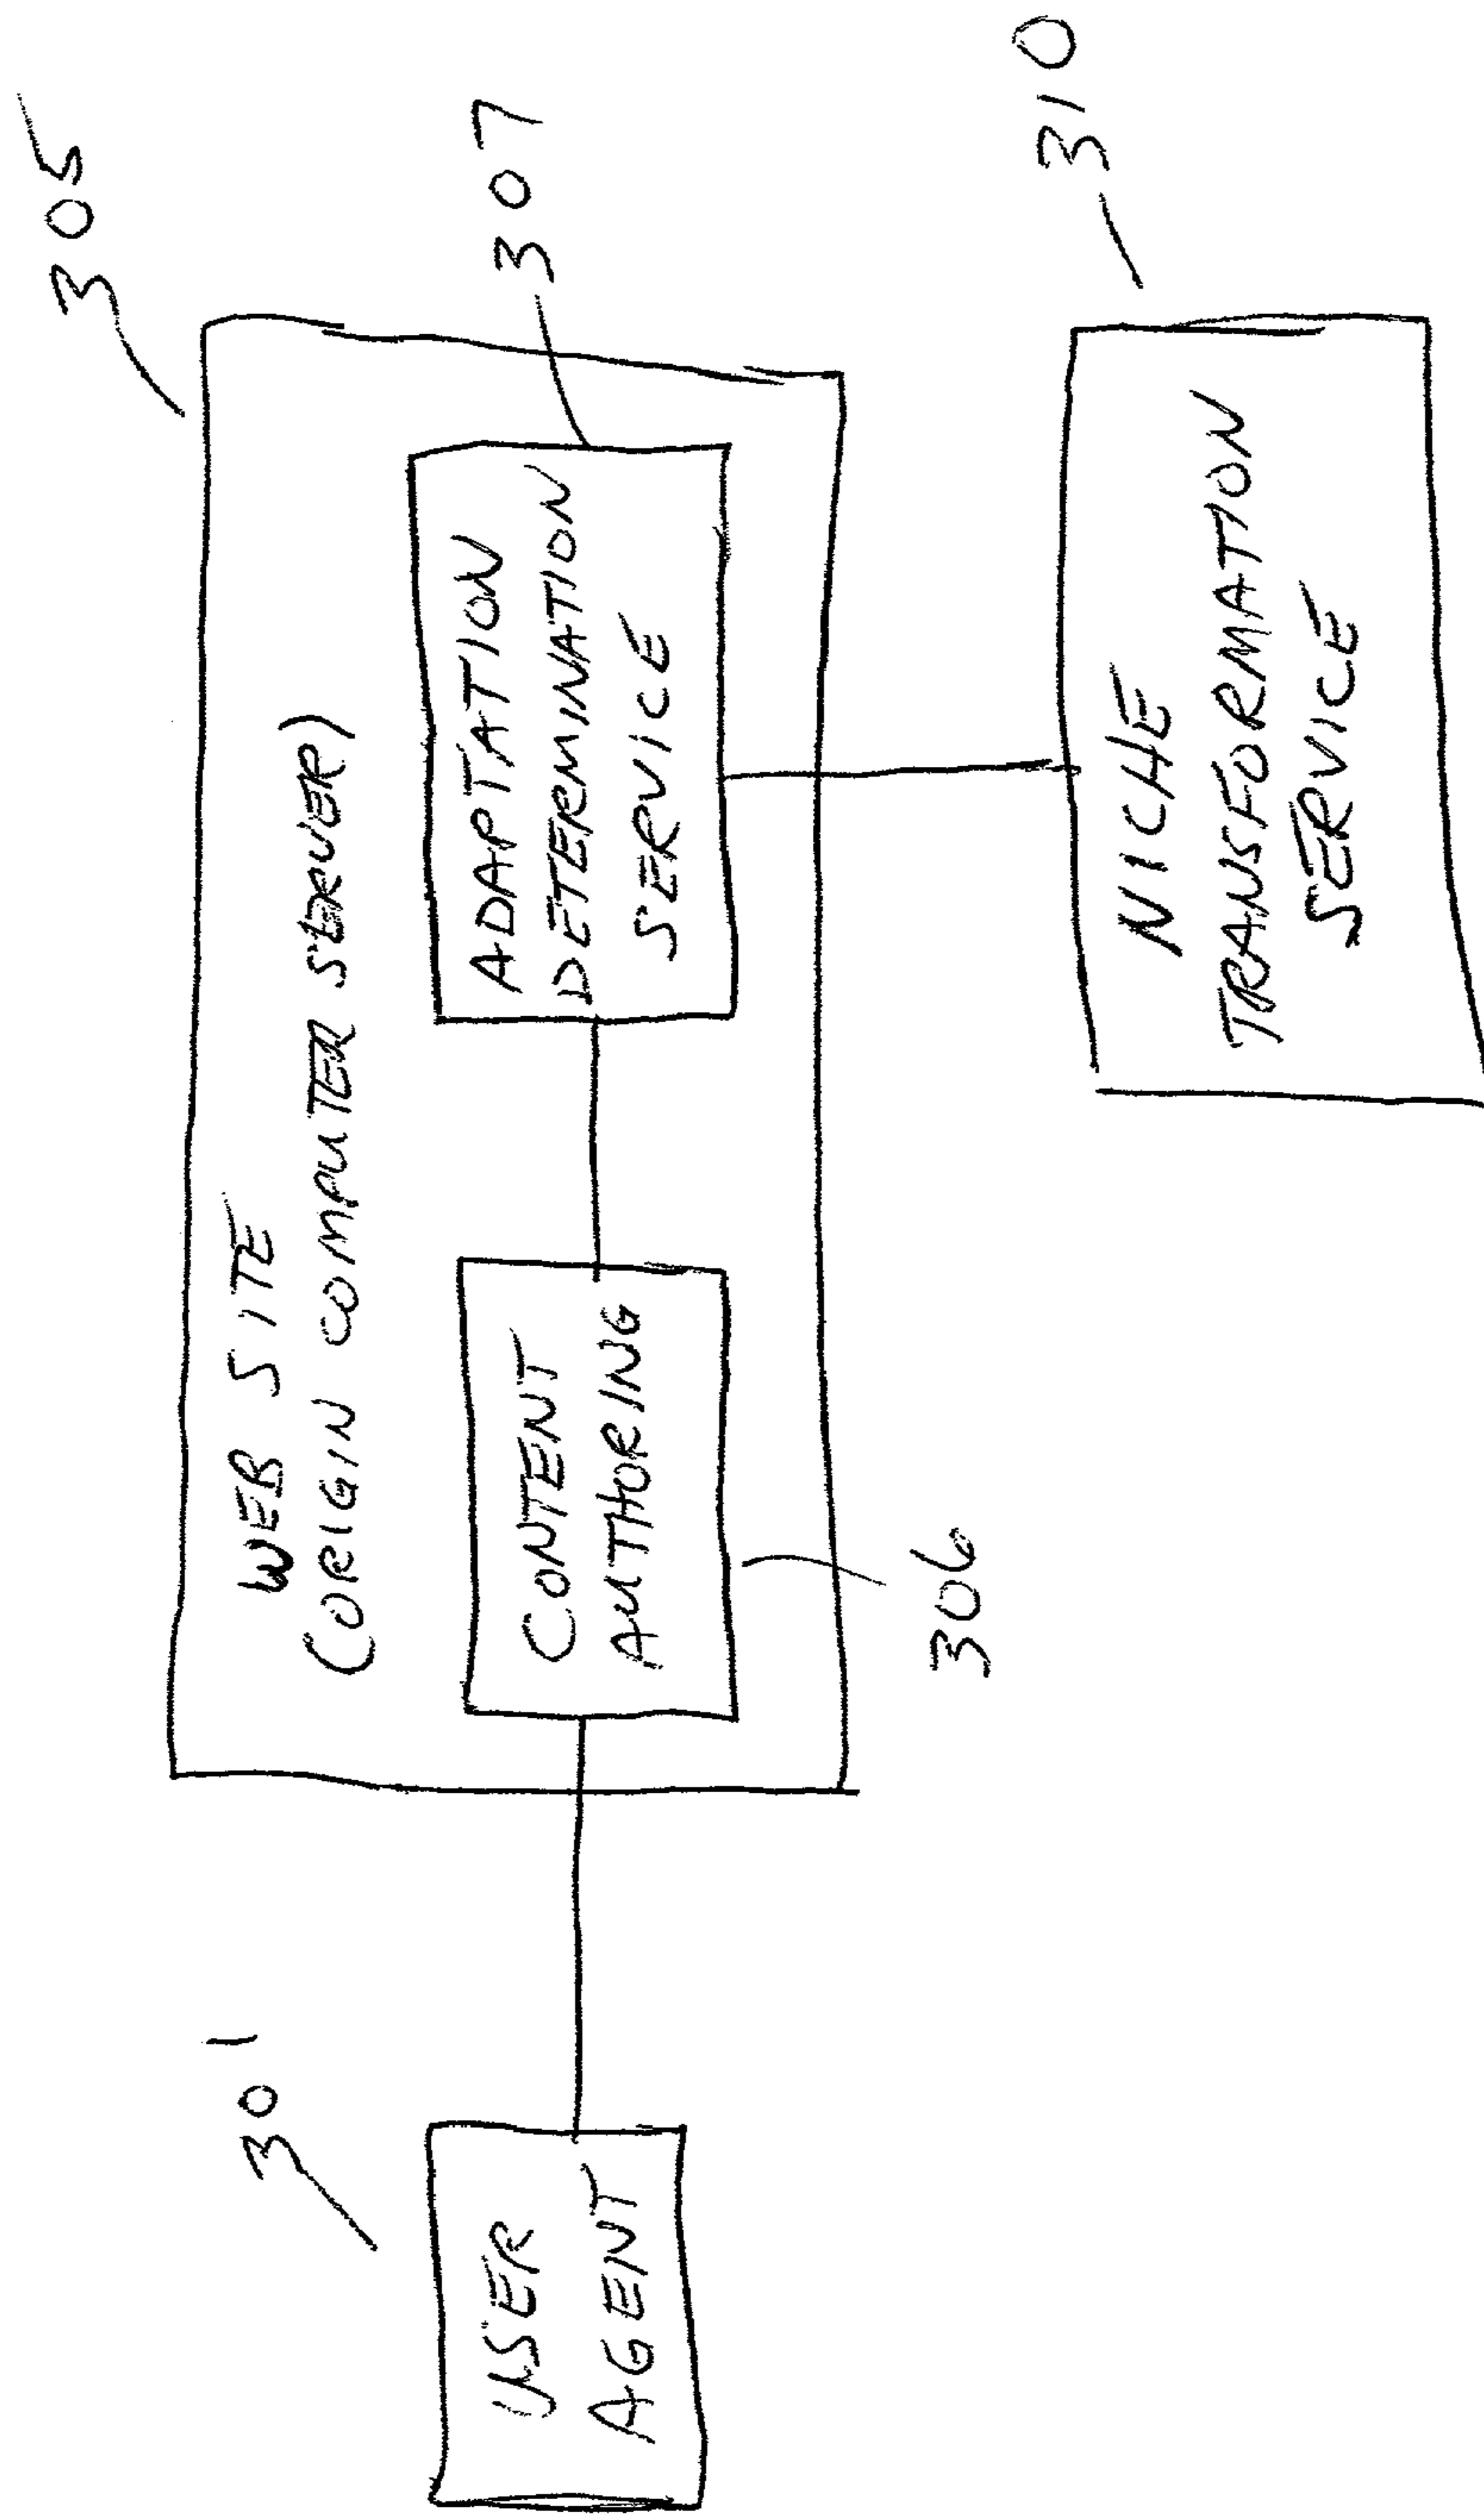 305
WEB SITE
(ORIGIN COMPUTER SERVER)
301
USER
AGENT
CONTENT
AUTHORING
306
ADAPTATION
DETERMINATION
SERVICE
307
NICHE
TRANSFORMATION
SERVICE
310